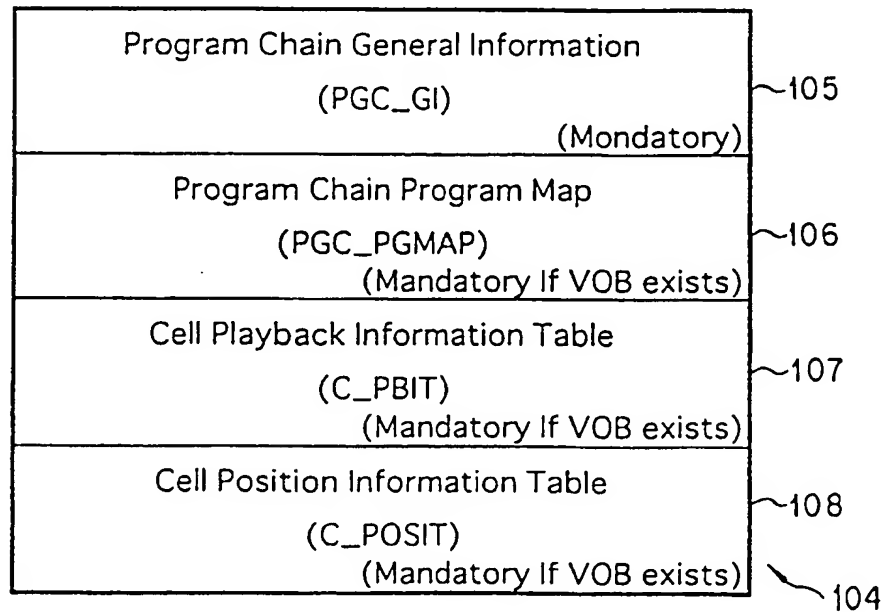 Program Chain General Information
(PGC_GI)
(Mondatory)
105
Program Chain Program Map
(PGC_PGMAP)
(Mandatory If VOB exists)
106
Cell Playback Information Table
(C_PBIT)
(Mandatory If VOB exists)
107
Cell Position Information Table
(C_POSIT)
(Mandatory If VOB exists)
108
104